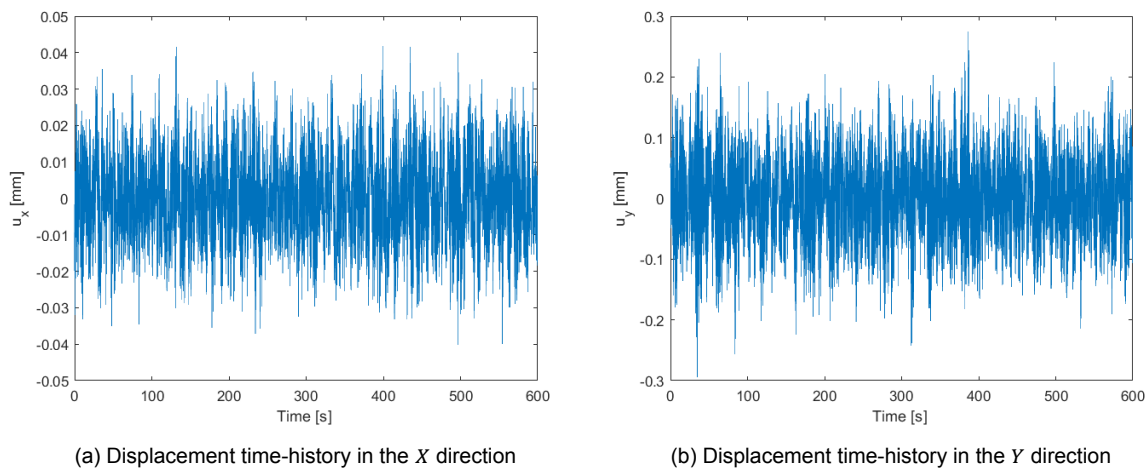 0.05
0.04
0.03
0.02
0.01
0
-0.01
-0.02
-0.03
-0.04
-0.05
u_x [mm]
0 100 200 300 400 500 600
Time [s]
(a) Displacement time-history in the X direction
0.3
0.2
0.1
0
-0.1
-0.2
-0.3
u_y [mm]
0 100 200 300 400 500 600
Time [s]
(b) Displacement time-history in the Y direction